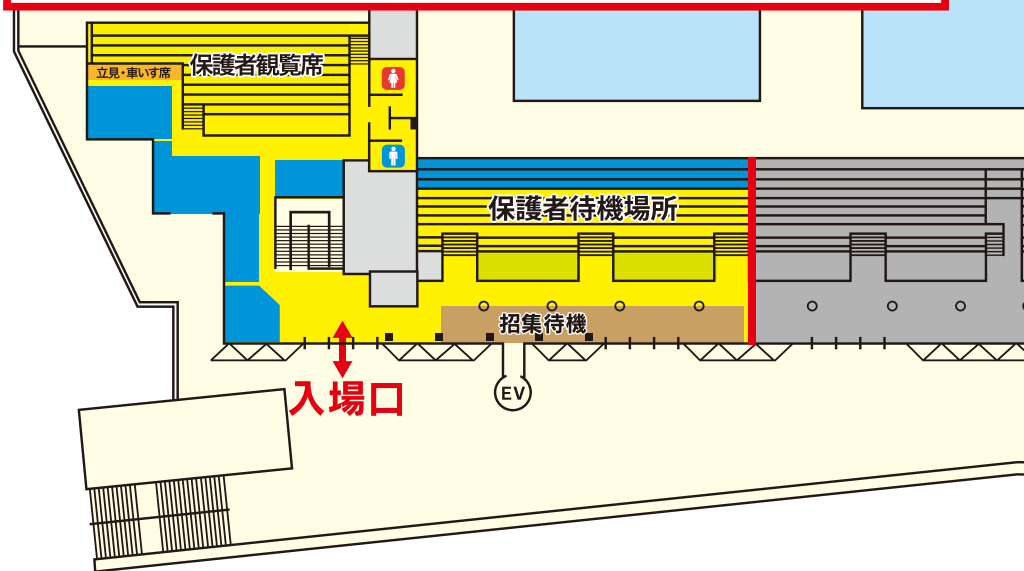 保護者観覧席
立見・車いす席
保護者待機場所
招集待機
入場口
EV